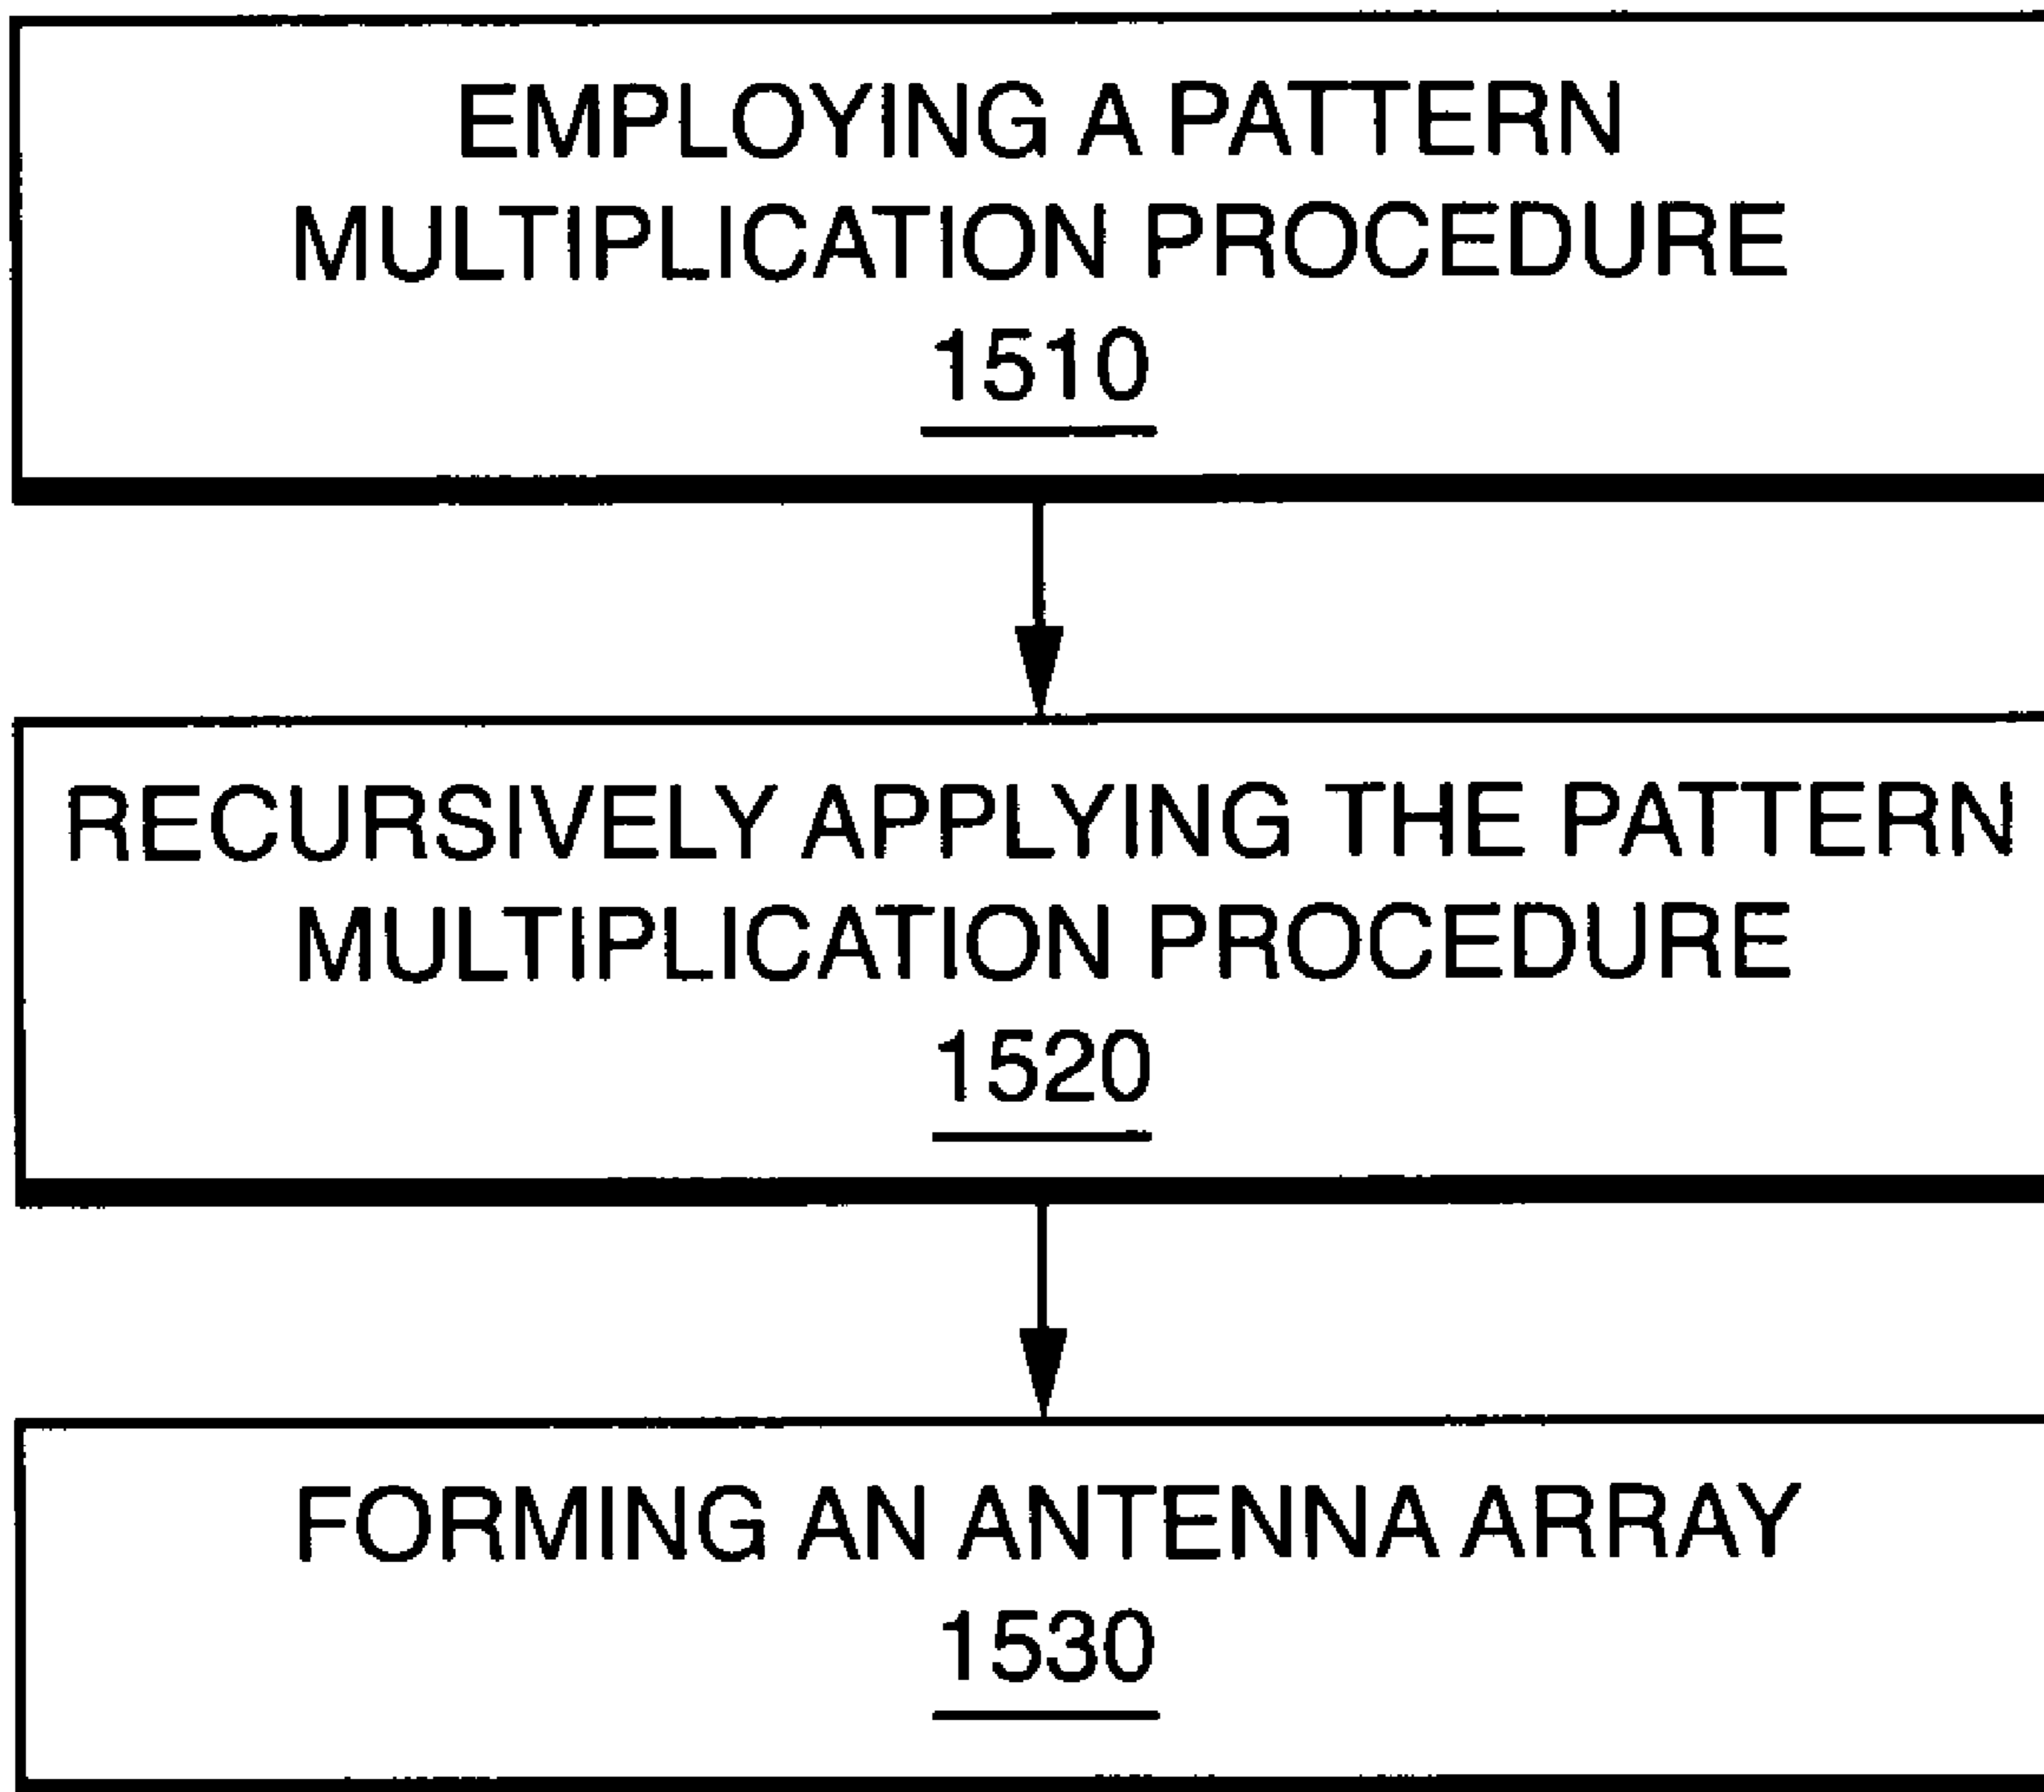 EMPLOYING A PATTERN
MULTIPLICATION PROCEDURE
1510
RECURSIVELY APPLYING THE PATTERN
MULTIPLICATION PROCEDURE
1520
FORMING AN ANTENNA ARRAY
1530